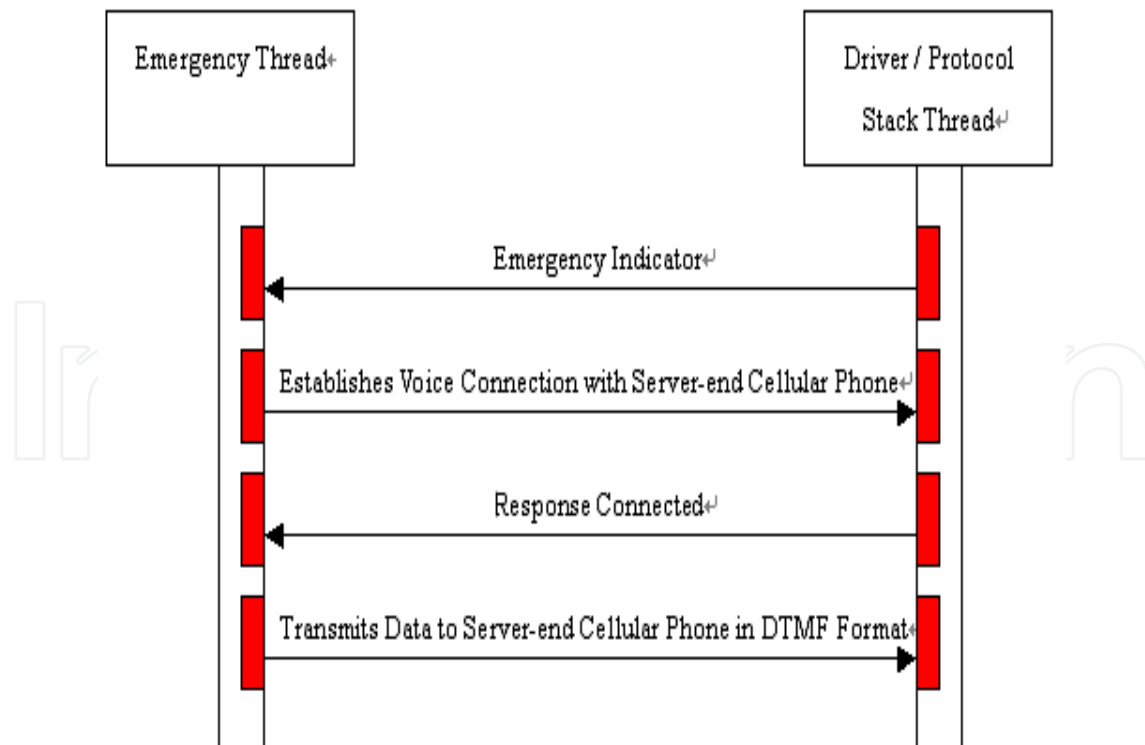 Emergency Thread↵
Driver / Protocol
Stack Thread↵
Emergency Indicator↵
Establishes Voice Connection with Server-end Cellular Phone↵
Response Connected↵
Transmits Data to Server-end Cellular Phone in DTMF Format↵